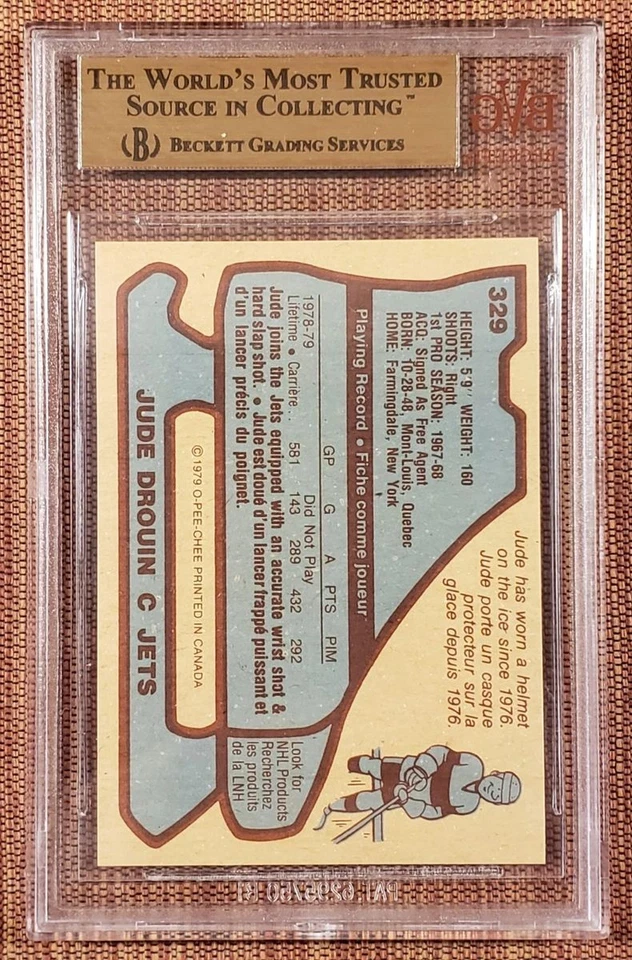 THE WORLD'S MOST TRUSTED
SOURCE IN COLLECTING™
(B) BECKETT GRADING SERVICES
BVG
329
HEIGHT: 5'9" WEIGHT: 160
SHOOTS: Right
1st PRO SEASON: 1967-68
ACQ: Signed As Free Agent
BORN: 10-28-48, Mont-Louis, Quebec
HOME: Farmingdale, New York
Playing Record • Fiche comme joueur
GP G A PTS PIM
1978-79 Did Not Play
Lifetime • Carrière... 581 143 289 432 292
Jude joins the Jets equipped with an accurate wrist shot &
hard slap shot. • Jude est doué d'un lancer frappé puissant et
d'un lancer précis du poignet.
Jude has worn a helmet
on the ice since 1976.
Jude porte un casque
protecteur sur la
glace depuis 1976.
Look for
NHL Products
Recherchez
les produits
de la LNH
© 1979 O-PEE-CHEE PRINTED IN CANADA
JUDE DROUIN C JETS